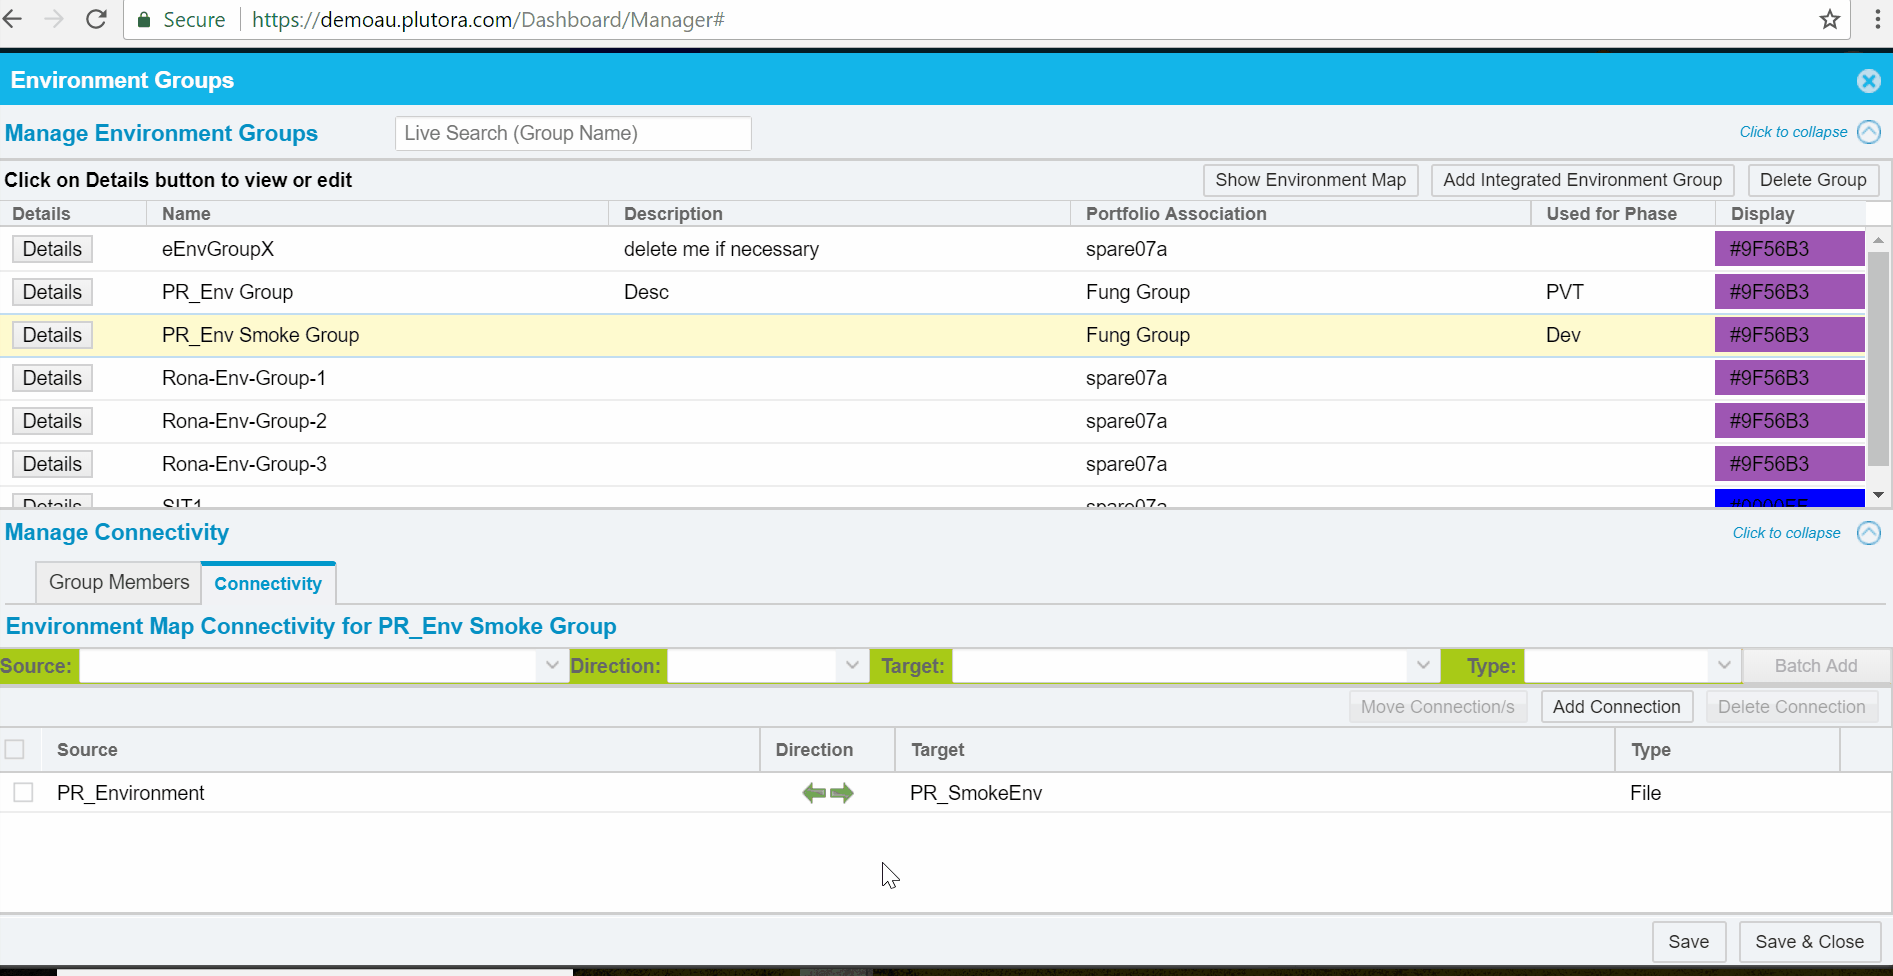 Secure https://demoau.plutora.com/Dashboard/Manager#
Environment Groups
Manage Environment Groups Live Search (Group Name) Click to collapse
Click on Details button to view or edit Show Environment Map Add Integrated Environment Group Delete Group
Details Name Description Portfolio Association Used for Phase Display
Details eEnvGroupX delete me if necessary spare07a #9F56B3
Details PR_Env Group Desc Fung Group PVT #9F56B3
Details PR_Env Smoke Group Fung Group Dev #9F56B3
Details Rona-Env-Group-1 spare07a #9F56B3
Details Rona-Env-Group-2 spare07a #9F56B3
Details Rona-Env-Group-3 spare07a #9F56B3
Details SIT1 spare07a
Manage Connectivity Click to collapse
Group Members Connectivity
Environment Map Connectivity for PR_Env Smoke Group
Source: Direction: Target: Type: Batch Add
Move Connection/s Add Connection Delete Connection
Source Direction Target Type
PR_Environment PR_SmokeEnv File
Save Save & Close